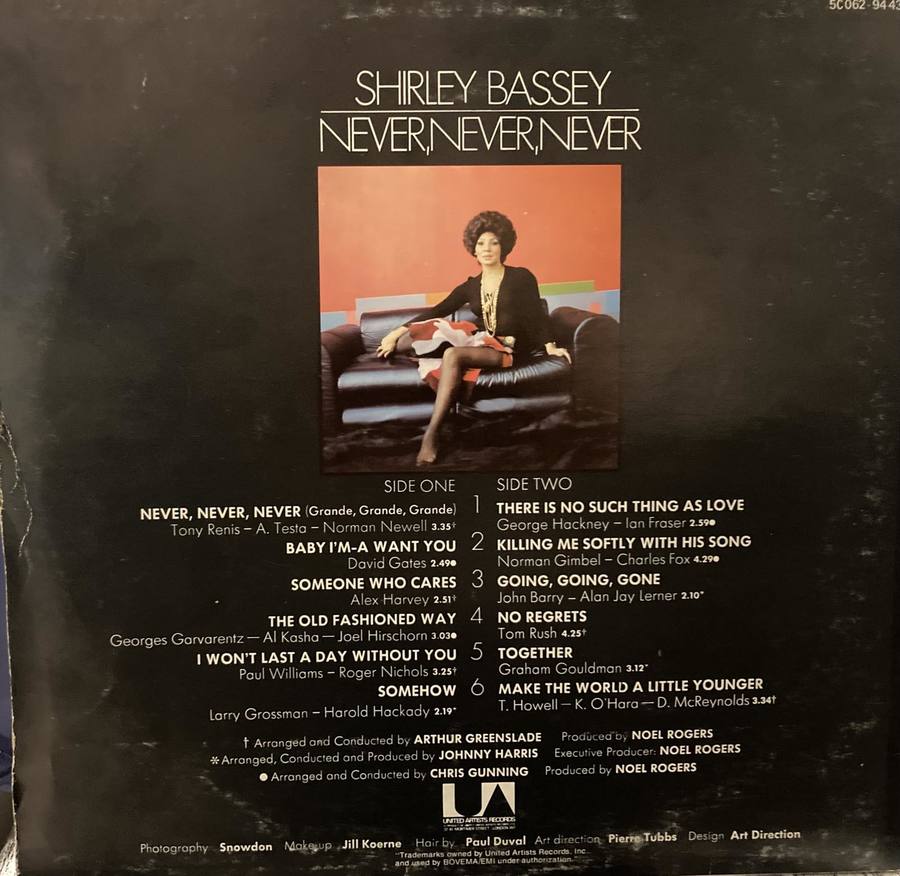 5C062·9443
SHIRLEY BASSEY
NEVER, NEVER, NEVER
SIDE ONE
NEVER, NEVER, NEVER (Grande, Grande, Grande)
Tony Renis – A. Testa – Norman Newell 3.35†
BABY I'M-A WANT YOU
David Gates 2.49●
SOMEONE WHO CARES
Alex Harvey 2.51†
THE OLD FASHIONED WAY
Georges Garvarentz — Al Kasha — Joel Hirschorn 3.03●
I WON'T LAST A DAY WITHOUT YOU
Paul Williams – Roger Nichols 3.25†
SOMEHOW
Larry Grossman – Harold Hackady 2.19*
1
2
3
4
5
6
SIDE TWO
THERE IS NO SUCH THING AS LOVE
George Hackney – Ian Fraser 2.59●
KILLING ME SOFTLY WITH HIS SONG
Norman Gimbel – Charles Fox 4.29●
GOING, GOING, GONE
John Barry – Alan Jay Lerner 2.10*
NO REGRETS
Tom Rush 4.25†
TOGETHER
Graham Gouldman 3.12*
MAKE THE WORLD A LITTLE YOUNGER
T. Howell — K. O'Hara — D. McReynolds 3.34†
† Arranged and Conducted by ARTHUR GREENSLADE Produced by NOEL ROGERS
* Arranged, Conducted and Produced by JOHNNY HARRIS Executive Producer: NOEL ROGERS
● Arranged and Conducted by CHRIS GUNNING Produced by NOEL ROGERS
UA
UNITED ARTISTS RECORDS
MORTIMER STREET LONDON
Photography Snowdon Make-up Jill Koerne Hair by Paul Duval Art direction Pierre Tubbs Design Art Direction
"Trademarks owned by United Artists Records, Inc.
and used by BOVEMA/EMI under authorization."